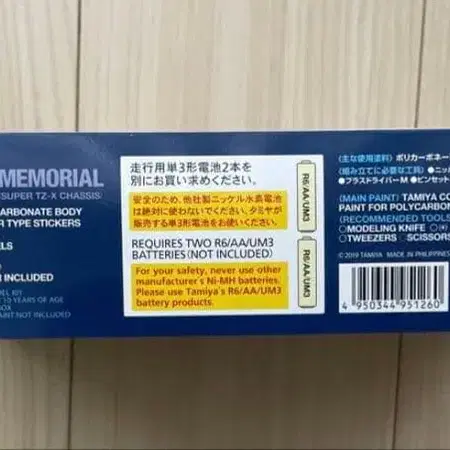 MEMORIAL
SUPER TZ-X CHASSIS
CARBONATE BODY
R TYPE STICKERS
ELS
R INCLUDED
EL KIT
10 YEARS OF AGE
BOX
AINT NOT INCLUDED
走行用単3形電池2本を
別にお買い求めください。
安全のため、他社製ニッケル水素電池
は絶対に使わないでください。タミヤが
販売する単3形電池をお使いください。
REQUIRES TWO R6/AA/UM3
BATTERIES (NOT INCLUDED)
For your safety, never use other
manufacturer's Ni-MH batteries.
Please use Tamiya's R6/AA/UM3
battery products.
R6/AA/UM3
R6/AA/UM3
《主な使用塗料》 ポリカーボネー
《組み立てに必要な工具》 ●ニッ
●プラスドライバーM ●ピンセット
(MAIN PAINT) TAMIYA CO
PAINT FOR POLYCARBON
(RECOMMENDED TOOLS
○MODELING KNIFE ○(+)
○TWEEZERS ○SCISSORS
© 2019 TAMIYA MADE IN PHILIPPINES
4 950344 951260